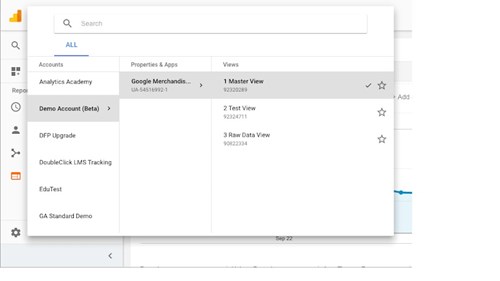 Search
ALL
Accounts
Properties & Apps
Views
Analytics Academy
Demo Account (Beta)
DFP Upgrade
DoubleClick LMS Tracking
EduTest
GA Standard Demo
Google Merchandis...
UA-54516992-1
1 Master View
92320289
2 Test View
92324711
3 Raw Data View
90822334
Repor
+ Add
Sep 22